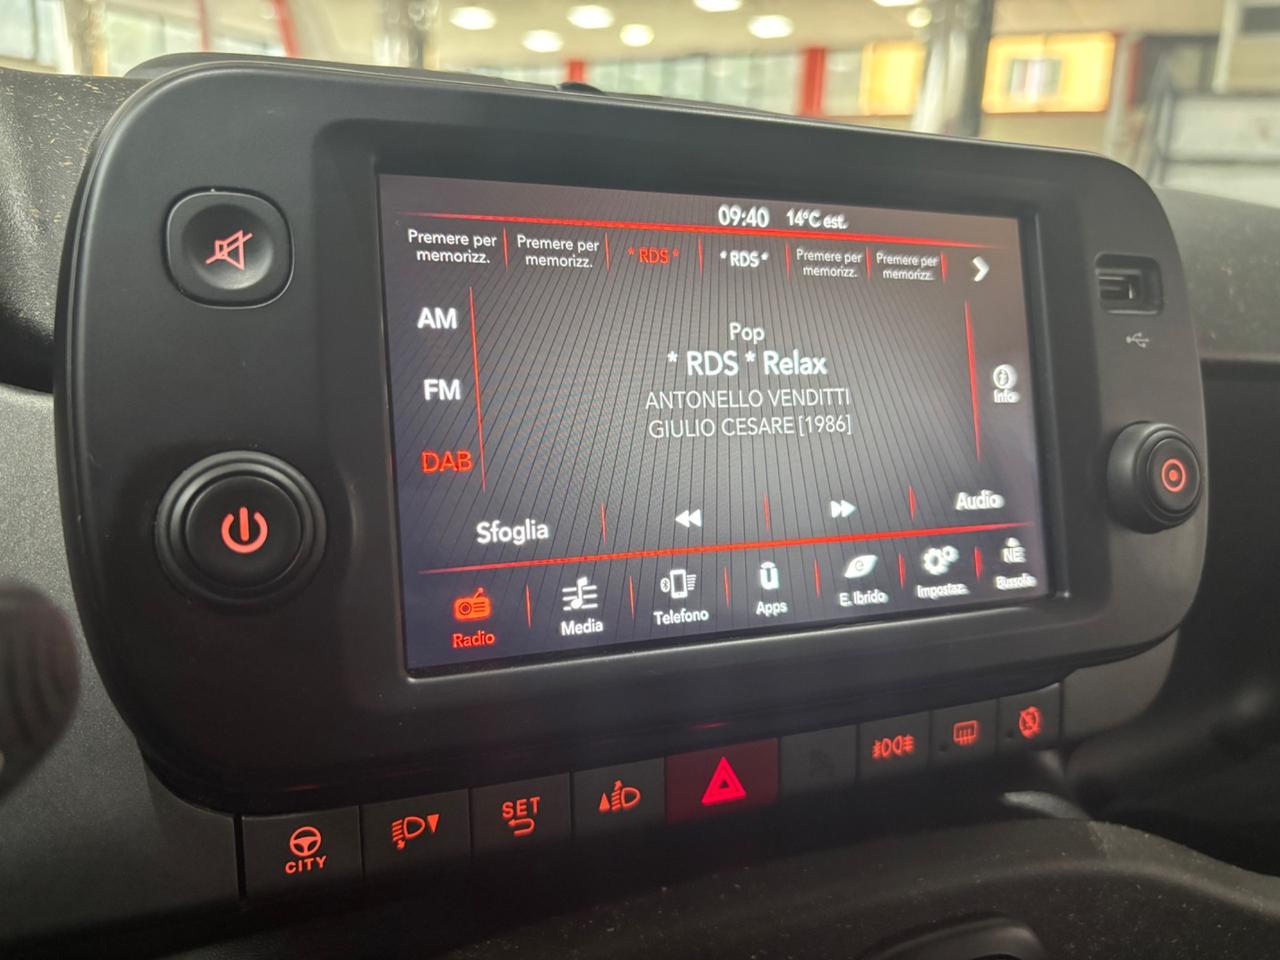 09:40 14°C est.
Premere per
memorizz.
Premere per
memorizz.
* RDS *
* RDS *
Premere per
memorizz.
Premere per
memorizz.
AM
FM
DAB
Pop
* RDS * Relax
ANTONELLO VENDITTI
GIULIO CESARE [1986]
Info
Sfoglia
Audio
Radio
Media
Telefono
Apps
E. Ibrido
Impostaz.
NE
Bussola
CITY
SET